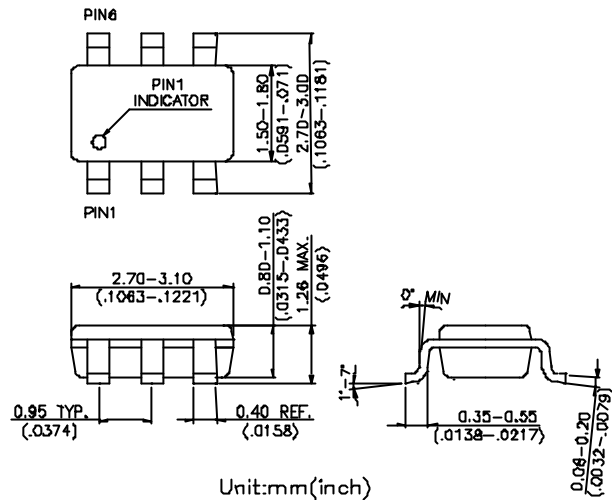 PIN6
PIN1
INDICATOR
1.50-1.80
(.0591-.071)
2.70-3.00
(.1063-.1181)
PIN1
2.70-3.10
(.1063-.1221)
0.80-1.10
(.0315-.0433)
1.26 MAX.
(.0496)
0° MIN
1°-7°
0.95 TYP.
(.0374)
0.40 REF.
(.0158)
0.35-0.55
(.0138-.0217)
0.08-0.20
(.0032-.0079)
Unit:mm(inch)